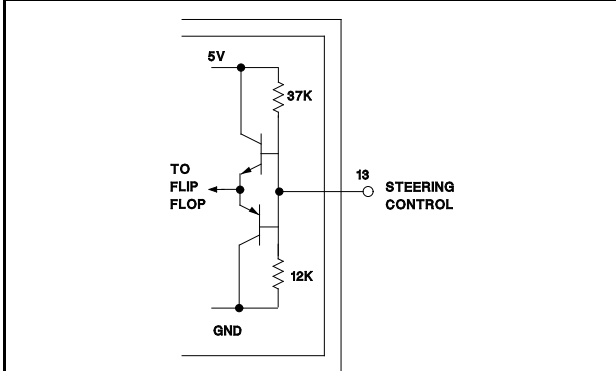 5V
37K
TO
FLIP
FLOP
13
STEERING
CONTROL
12K
GND